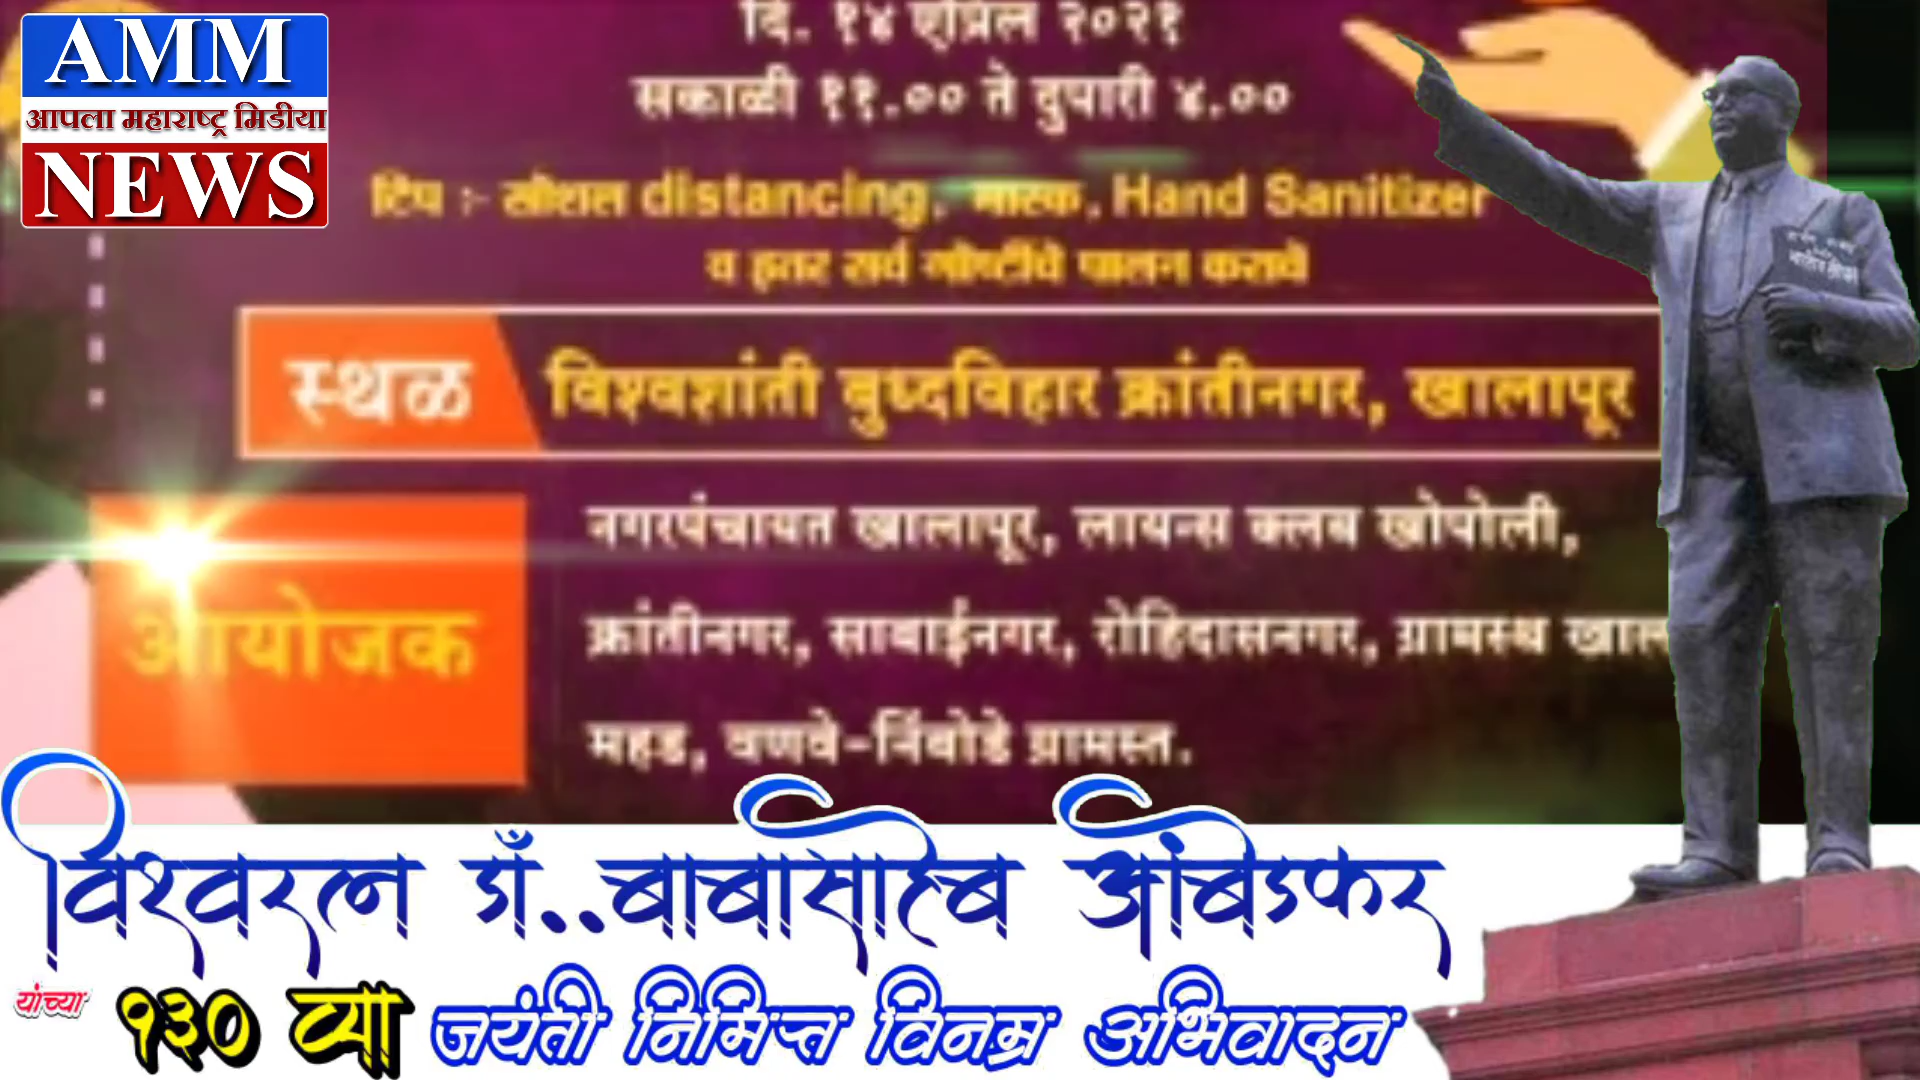 AMM
आपला महाराष्ट्र मिडीया
NEWS
दि. १४ एप्रिल २०२१
सकाळी ११.०० ते दुपारी ४.००
टिप :- सोशल distancing, मास्क, Hand Sanitizer
व इतर सर्व गोष्टींचे पालन करावे
स्थळ
विश्वशांती बुध्दविहार क्रांतीनगर, खालापूर
आयोजक
नगरपंचायत खालापूर, लायन्स क्लब खोपोली,
क्रांतीनगर, साबाईनगर, रोहिदासनगर, ग्रामस्थ खाल
महड, वणवे-निंबोडे ग्रामस्त.
विश्वरत्न डॉ..बाबासाहेब आंबेडकर
यांच्या १३० व्या जयंती निमित्त विनम्र अभिवादन